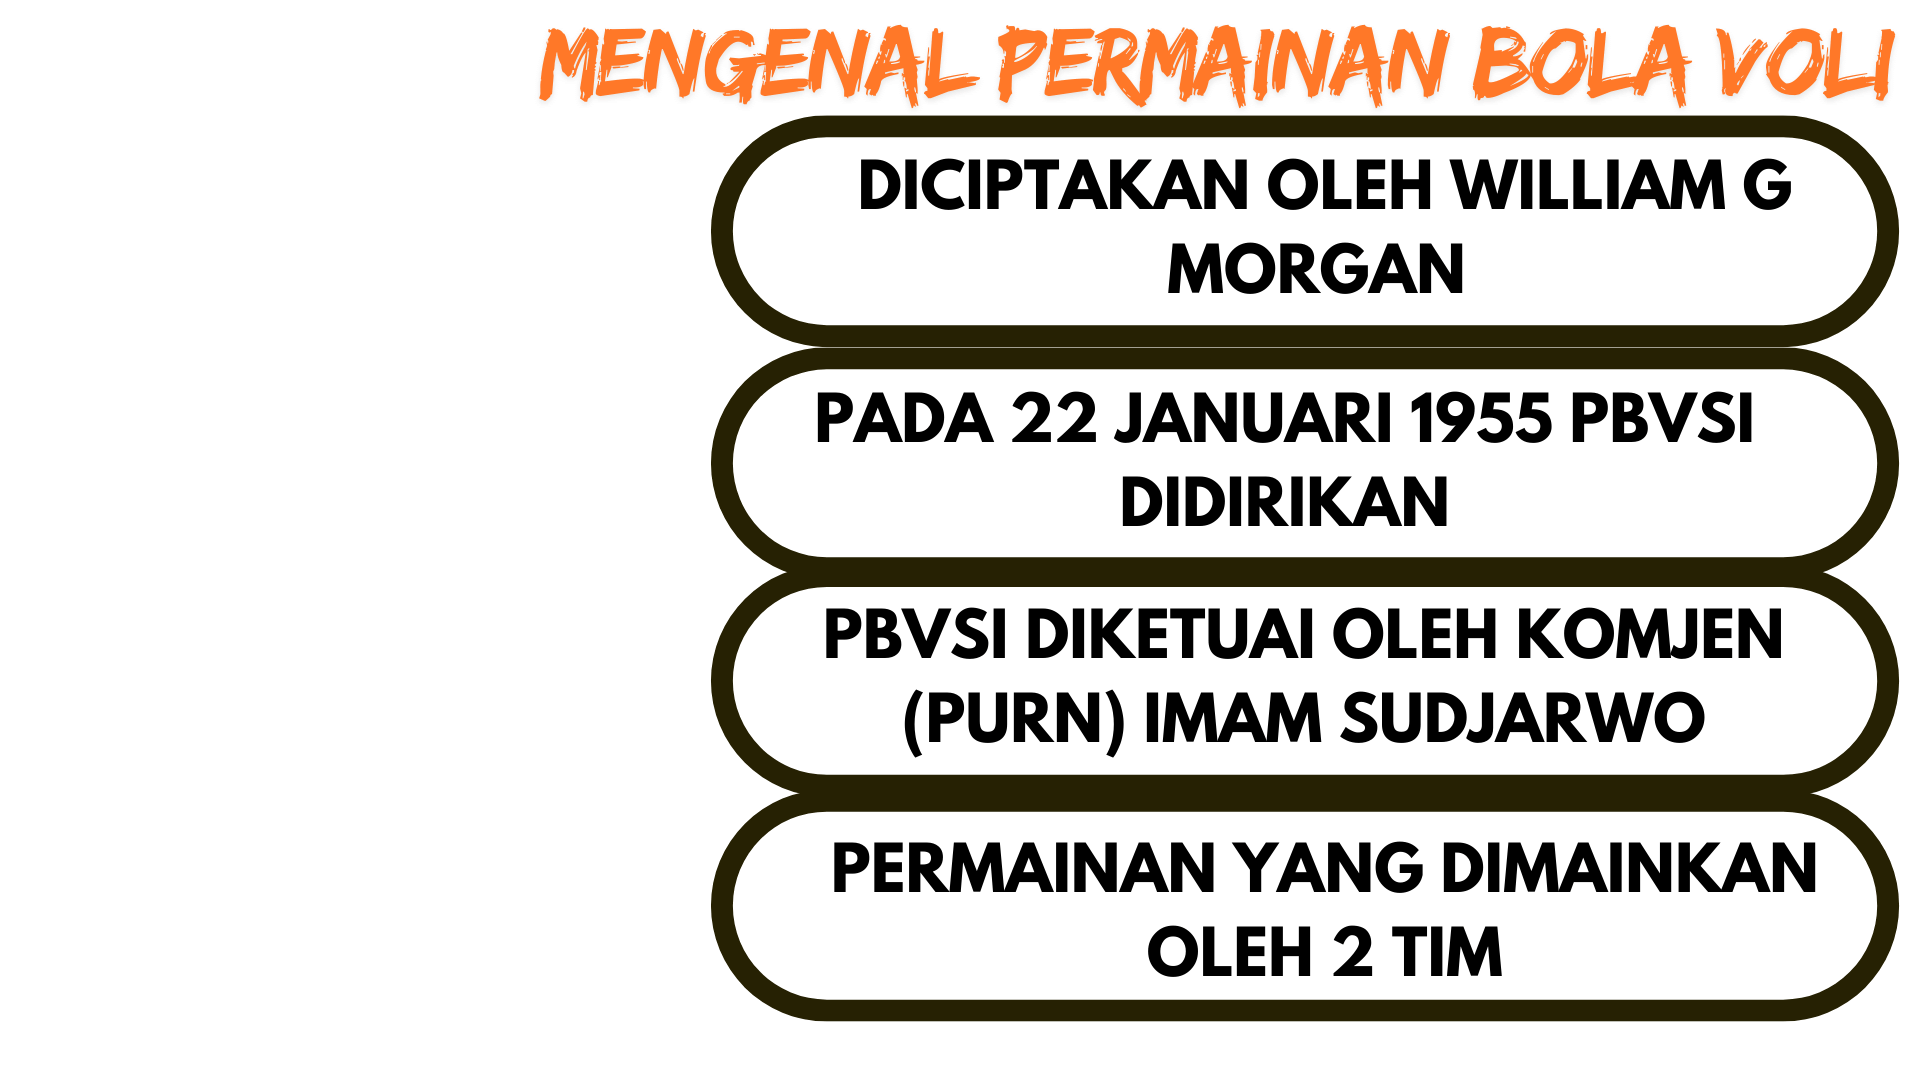 MENGENAL PERMAINAN BOLA VOLI
DICIPTAKAN OLEH WILLIAM G
MORGAN
PADA 22 JANUARI 1955 PBVSI
DIDIRIKAN
PBVSI DIKETUAI OLEH KOMJEN
(PURN) IMAM SUDJARWO
PERMAINAN YANG DIMAINKAN
OLEH 2 TIM